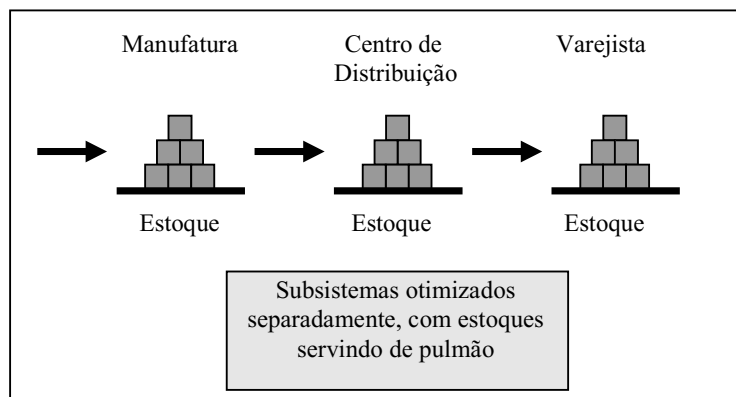 Manufatura
Centro de
Distribuição
Varejista
Estoque
Estoque
Estoque
Subsistemas otimizados
separadamente, com estoques
servindo de pulmão